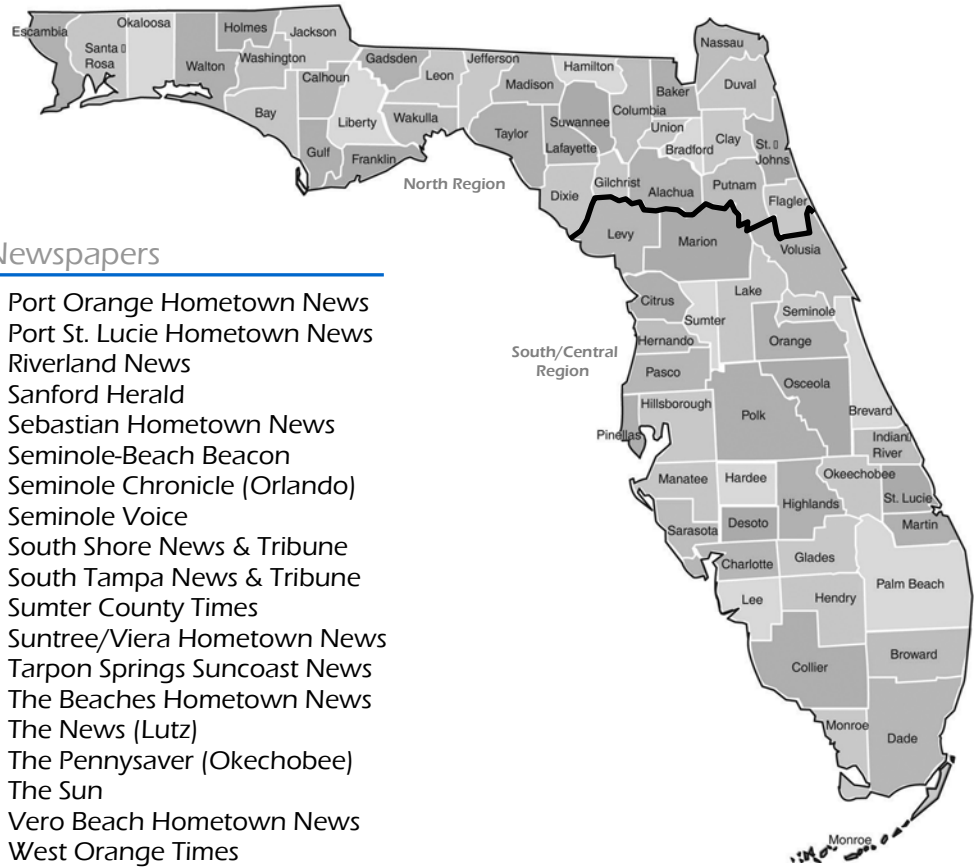 Escambia
Santa
Rosa
Okaloosa
Walton
Holmes
Washington
Jackson
Bay
Calhoun
Gulf
Liberty
Franklin
Gadsden
Leon
Wakulla
Jefferson
Madison
Taylor
Hamilton
Suwannee
Lafayette
Dixie
Columbia
Gilchrist
Baker
Union
Bradford
Alachua
Nassau
Duval
Clay
St.
Johns
Putnam
Flagler
North Region
Levy
Marion
Volusia
Citrus
Hernando
Pasco
Sumter
Lake
Seminole
Orange
Osceola
Brevard
Hillsborough
Pinellas
Polk
Indian
River
Manatee
Hardee
Okeechobee
St. Lucie
Highlands
Martin
Sarasota
Desoto
Charlotte
Glades
Palm Beach
Lee
Hendry
Collier
Broward
Monroe
Dade
Monroe
South/Central
Region
Newspapers
Port Orange Hometown News
Port St. Lucie Hometown News
Riverland News
Sanford Herald
Sebastian Hometown News
Seminole-Beach Beacon
Seminole Chronicle (Orlando)
Seminole Voice
South Shore News & Tribune
South Tampa News & Tribune
Sumter County Times
Suntree/Viera Hometown News
Tarpon Springs Suncoast News
The Beaches Hometown News
The News (Lutz)
The Pennysaver (Okechobee)
The Sun
Vero Beach Hometown News
West Orange Times